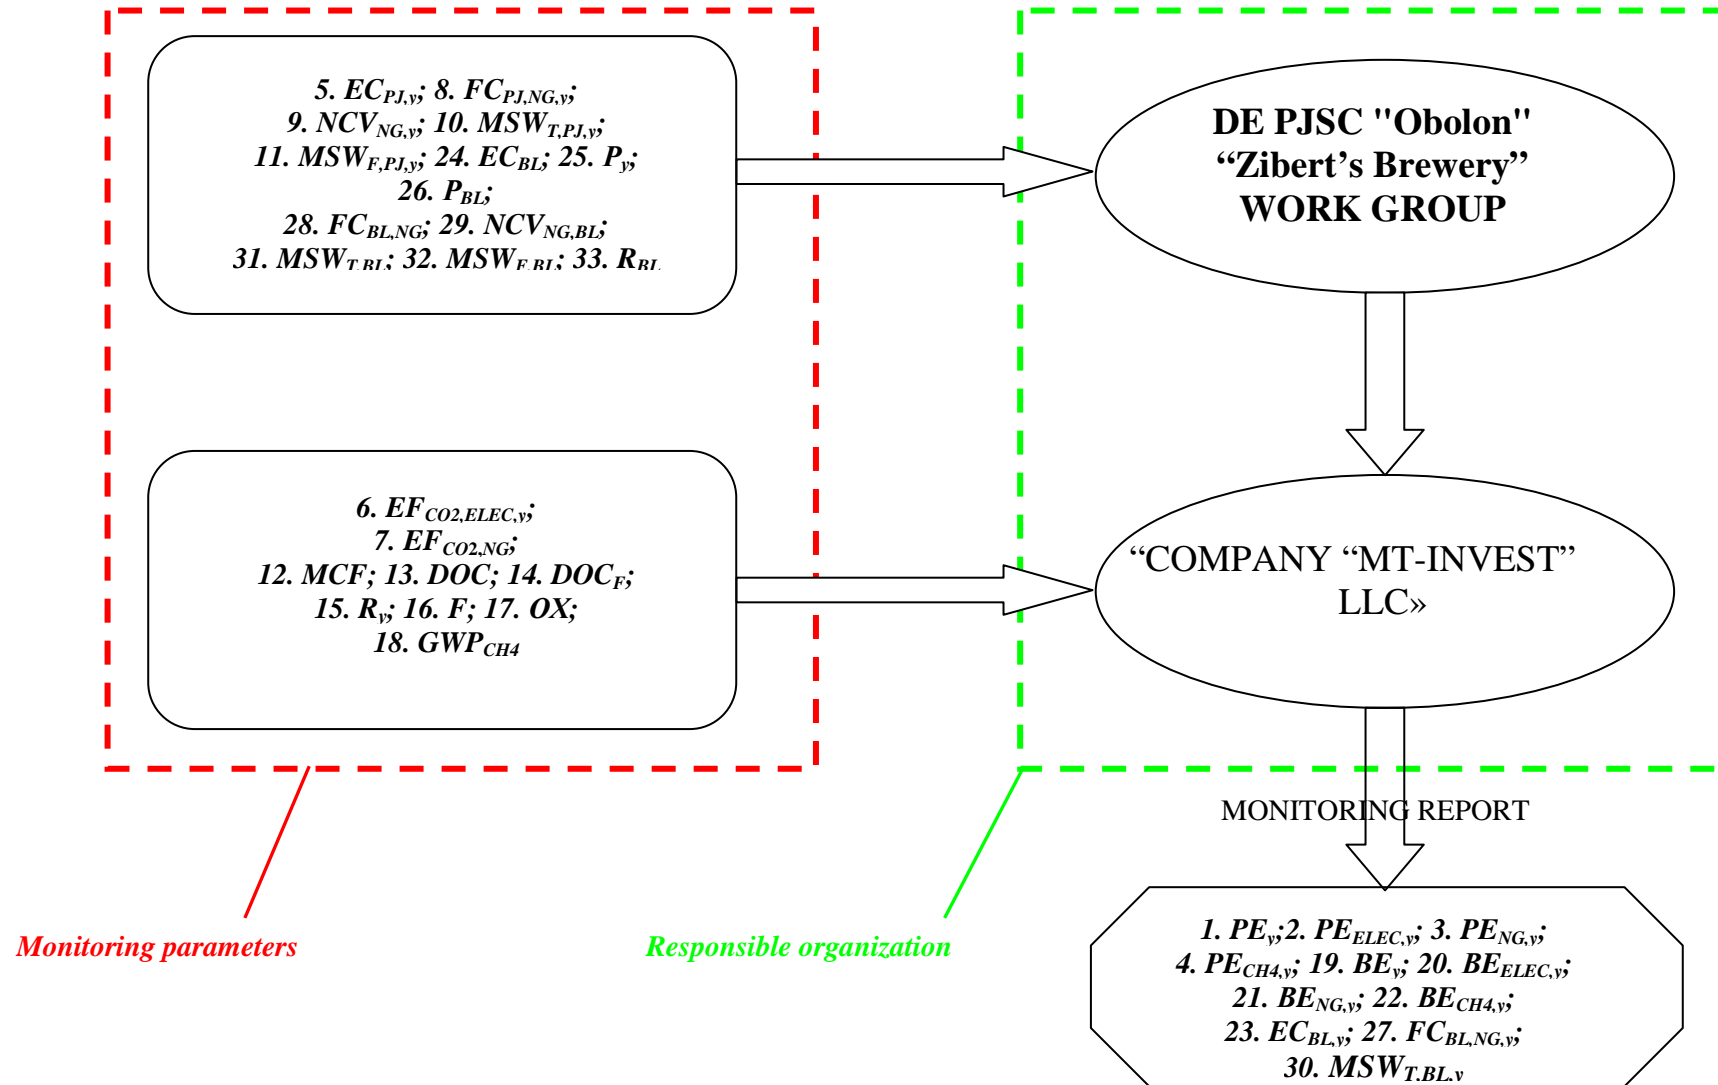 5. EC_PJ,y; 8. FC_PJ,NG,y;
9. NCV_NG,y; 10. MSW_T,PJ,y;
11. MSW_F,PJ,y; 24. EC_BL; 25. P_y;
26. P_BL;
28. FC_BL,NG; 29. NCV_NG,BL;
31. MSW_T,BL; 32. MSW_F,BL; 33. R_BL
DE PJSC "Obolon"
“Zibert’s Brewery”
WORK GROUP
6. EF_CO2,ELEC,y;
7. EF_CO2,NG;
12. MCF; 13. DOC; 14. DOC_F;
15. R_y; 16. F; 17. OX;
18. GWP_CH4
“COMPANY “MT-INVEST”
LLC»
MONITORING REPORT
Monitoring parameters
Responsible organization
1. PE_y;2. PE_ELEC,y; 3. PE_NG,y;
4. PE_CH4,y; 19. BE_y; 20. BE_ELEC,y;
21. BE_NG,y; 22. BE_CH4,y;
23. EC_BL,y; 27. FC_BL,NG,y;
30. MSW_T,BL,y